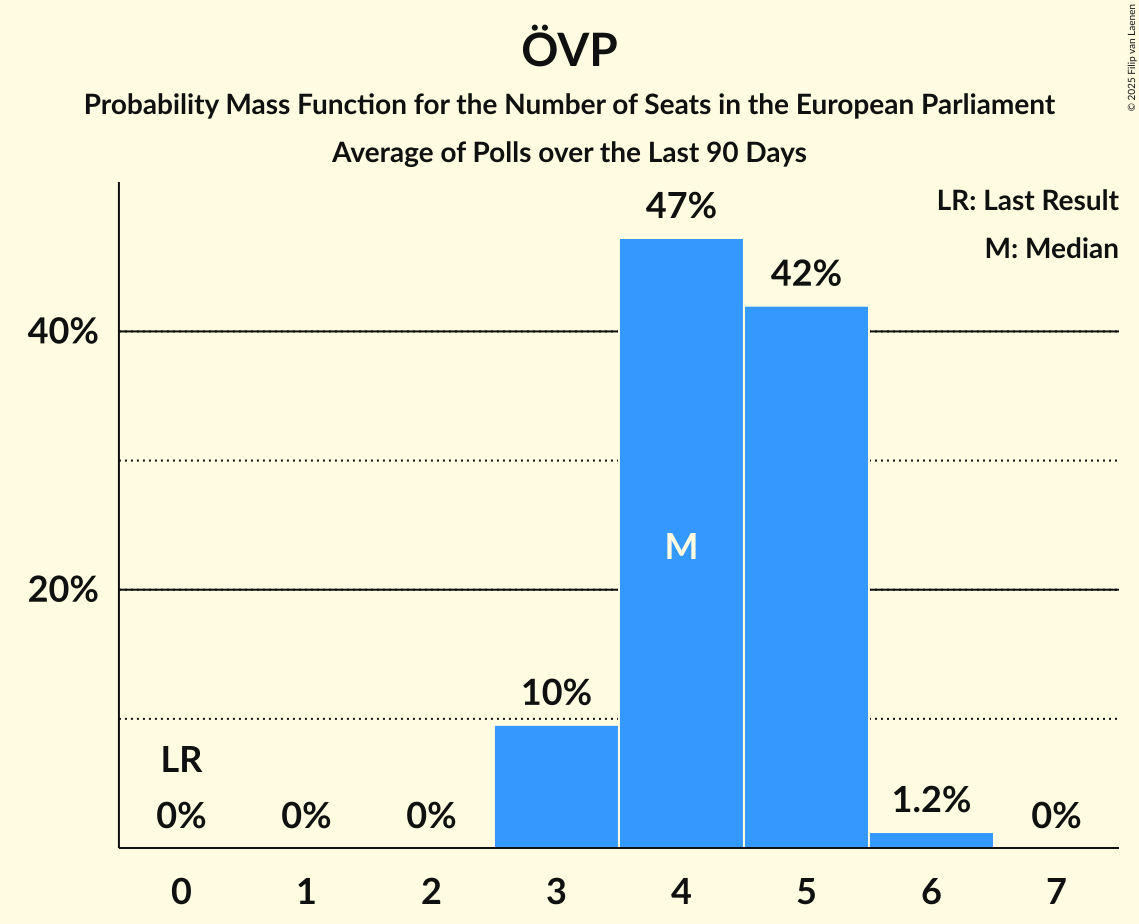 ÖVP
Probability Mass Function for the Number of Seats in the European Parliament
Average of Polls over the Last 90 Days
© 2025 Filip van Laenen
LR: Last Result
M: Median
47%
42%
40%
M
20%
10%
LR
0%
0%
0%
1.2%
0%
0
1
2
3
4
5
6
7